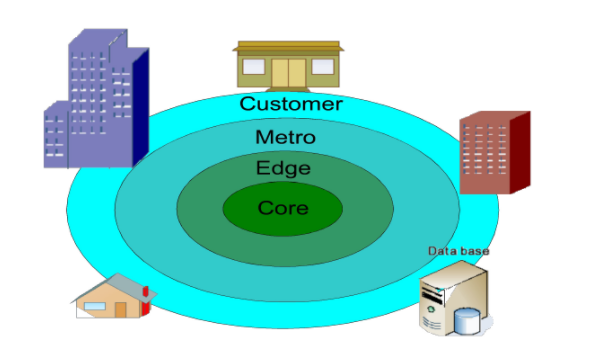 Customer
Metro
Edge
Core
Data base